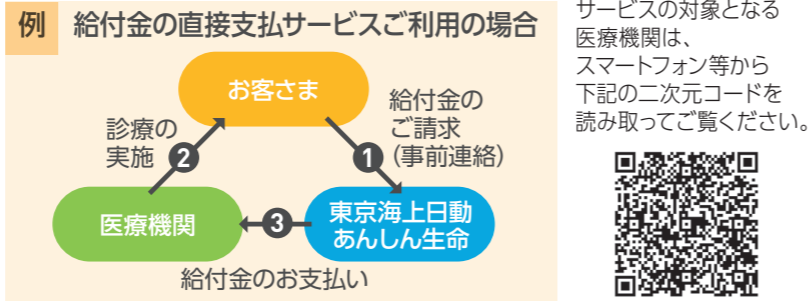 例 給付金の直接支払サービスご利用の場合
お客さま
給付金の
ご請求
(事前連絡)
1
診療の
実施
2
医療機関
3
東京海上日動
あんしん生命
給付金のお支払い
サービスの対象となる
医療機関は、
スマートフォン等から
下記の二次元コードを
読み取ってご覧ください。